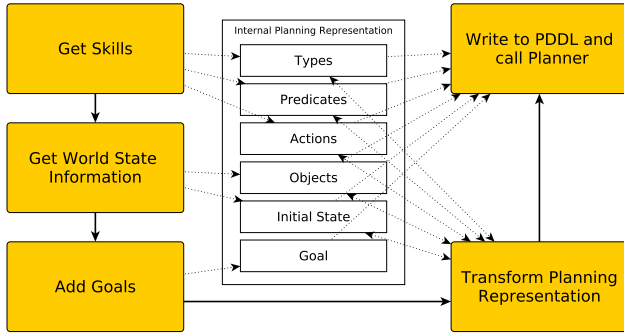 Get Skills
Get World State
Information
Add Goals
Internal Planning Representation
Types
Predicates
Actions
Objects
Initial State
Goal
Write to PDDL and
call Planner
Transform Planning
Representation